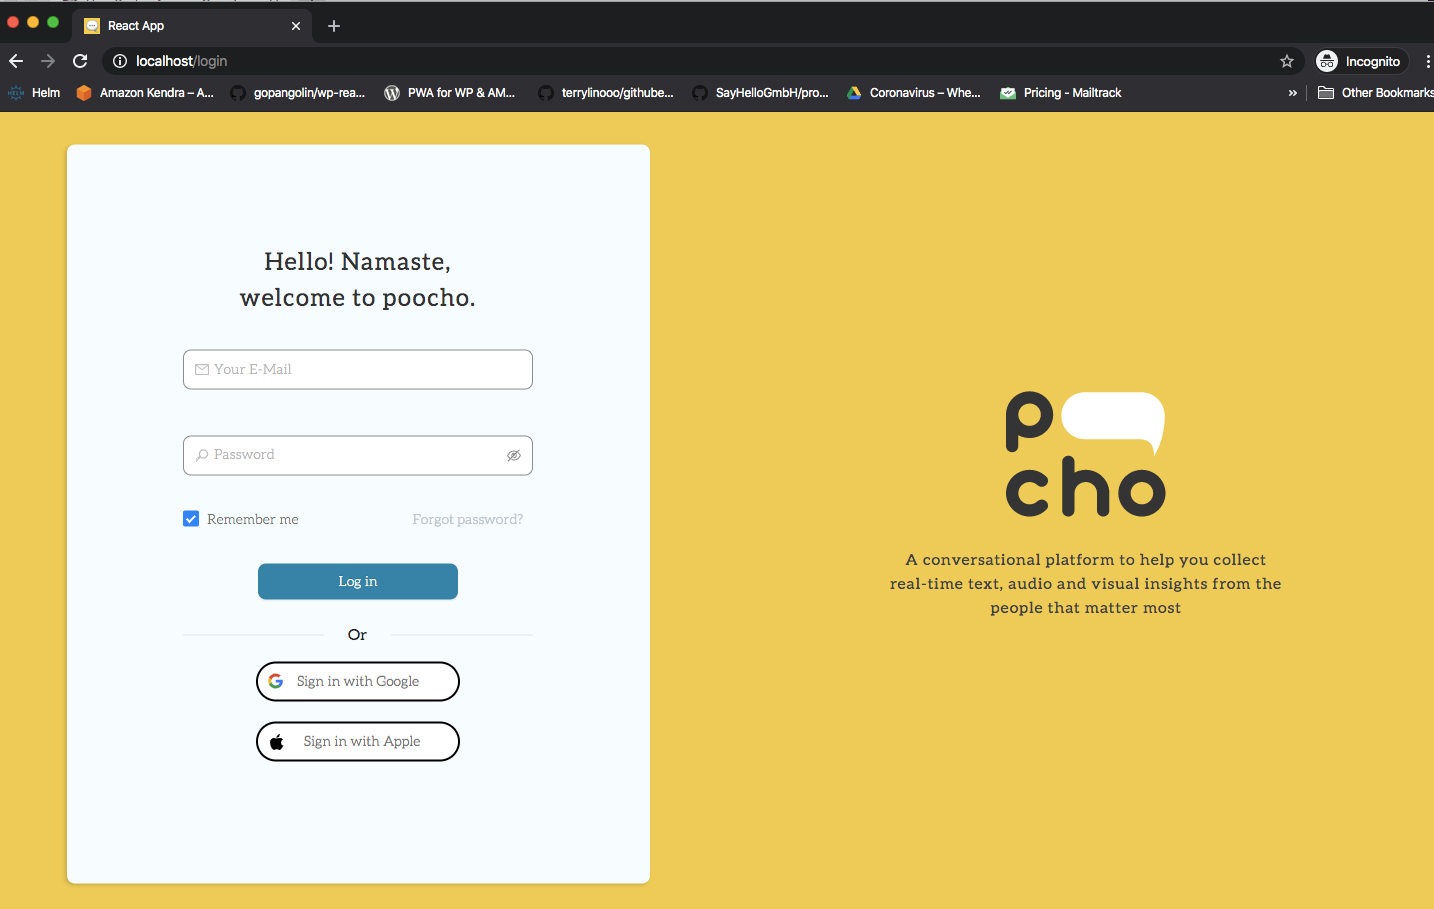 React App
localhost/login
Incognito
Helm
Amazon Kendra – A...
gopangolin/wp-rea...
PWA for WP & AM...
terrylinooo/githube...
SayHelloGmbH/pro...
Coronavirus – Whe...
Pricing - Mailtrack
»
Other Bookmarks
Hello! Namaste,
welcome to poocho.
Your E-Mail
Password
Remember me
Forgot password?
Log in
Or
Sign in with Google
Sign in with Apple
p
cho
A conversational platform to help you collect
real-time text, audio and visual insights from the
people that matter most